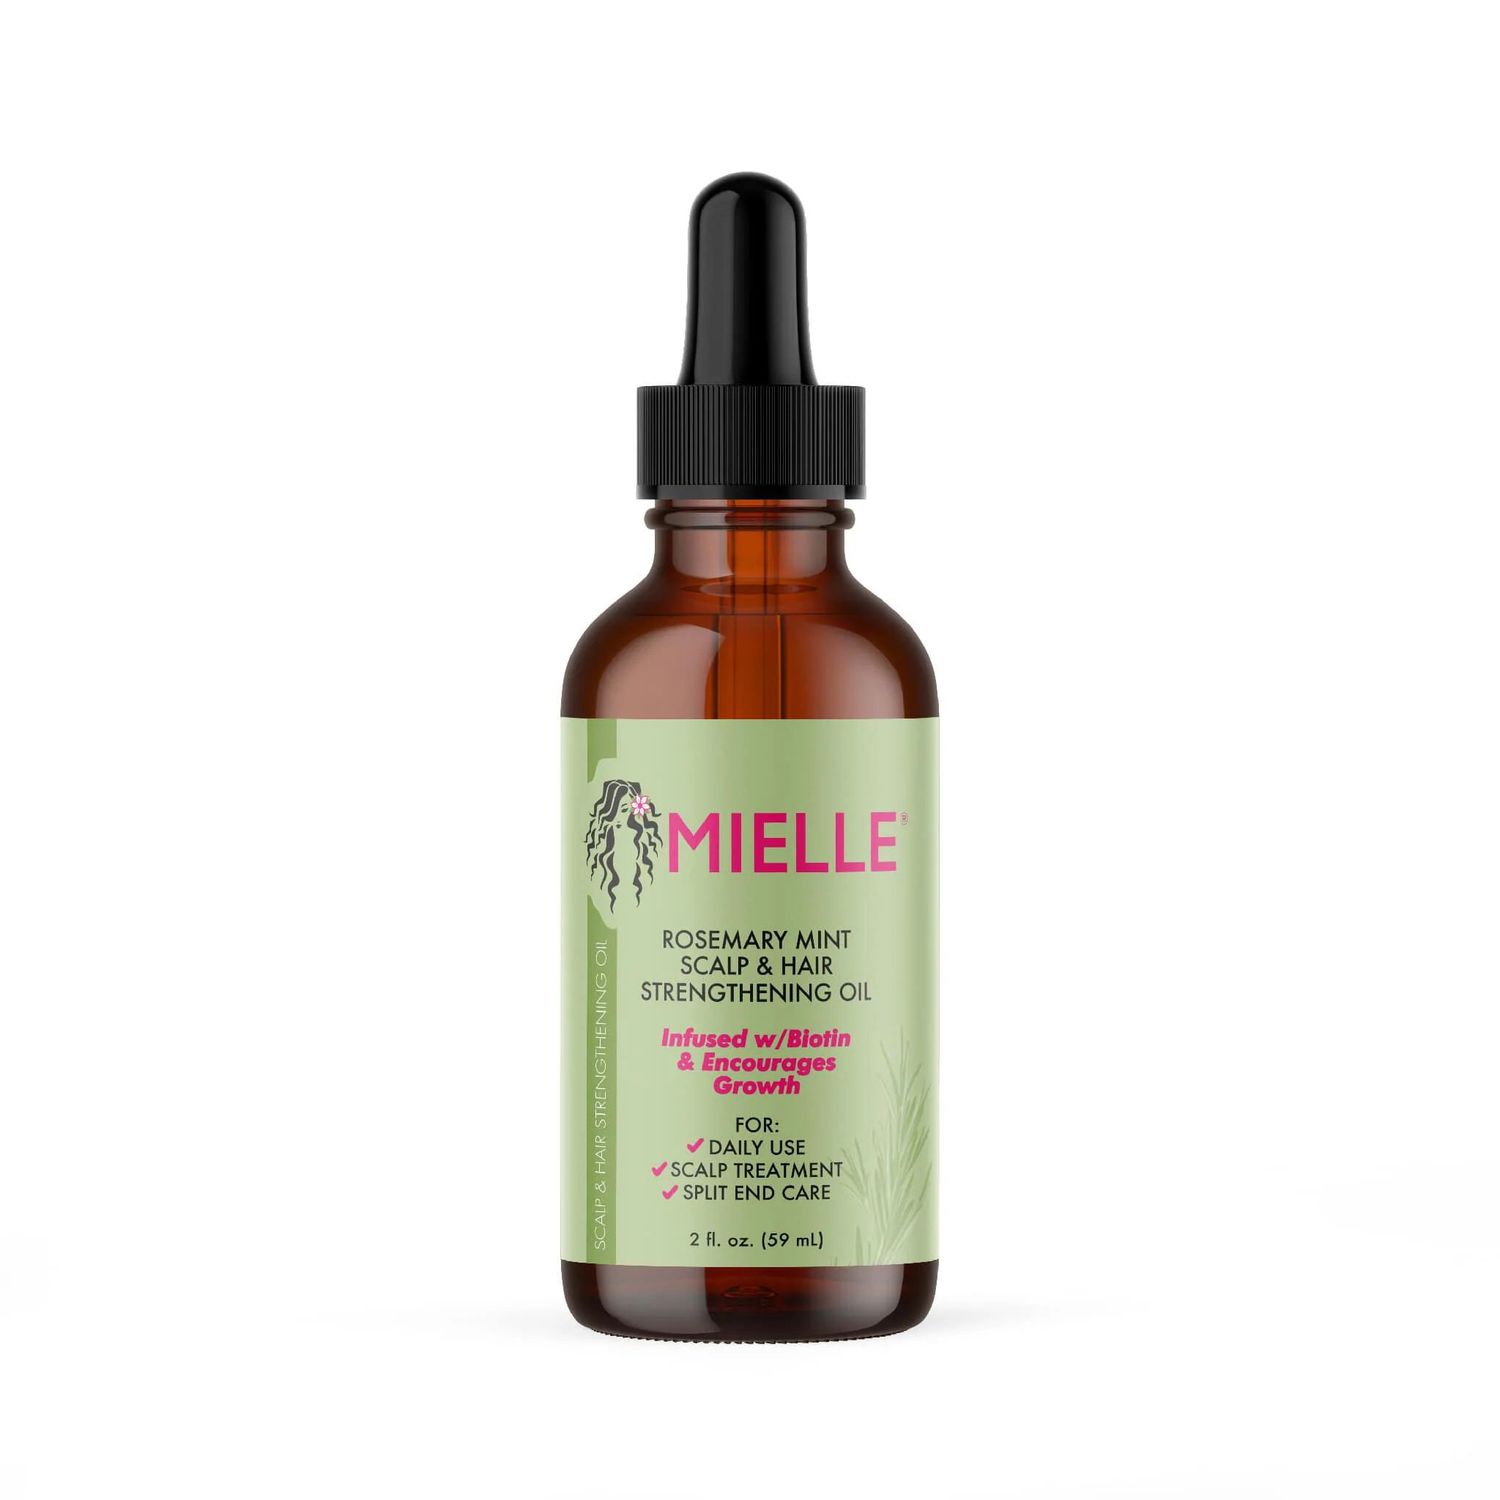 MIELLE®
ROSEMARY MINT
SCALP & HAIR
STRENGTHENING OIL
Infused w/Biotin
& Encourages
Growth
FOR:
DAILY USE
SCALP TREATMENT
SPLIT END CARE
2 fl. oz. (59 mL)
SCALP & HAIR STRENGTHENING OIL